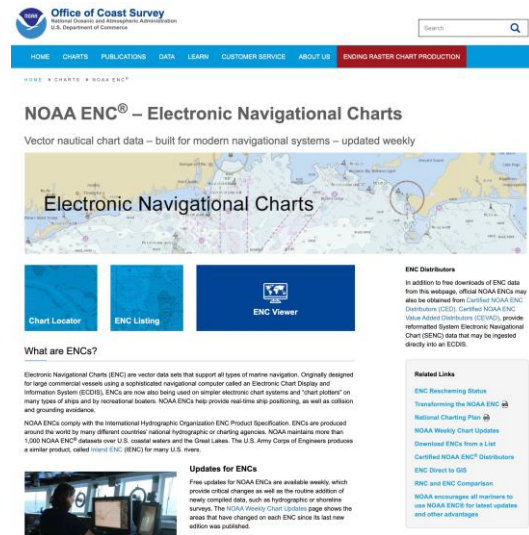 Office of Coast Survey
National Oceanic and Atmospheric Administration
U.S. Department of Commerce
Search
HOME CHARTS PUBLICATIONS DATA LEARN CUSTOMER SERVICE ABOUT US ENDING RASTER CHART PRODUCTION
HOME » CHARTS » NOAA ENC®
NOAA ENC® – Electronic Navigational Charts
Vector nautical chart data – built for modern navigational systems – updated weekly
Electronic Navigational Charts
Chart Locator
ENC Listing
ENC Viewer
What are ENCs?
Electronic Navigational Charts (ENC) are vector data sets that support all types of marine navigation. Originally designed
for large commercial vessels using a sophisticated navigational computer called an Electronic Chart Display and
Information System (ECDIS), ENCs are now also being used on simpler electronic chart systems and "chart plotters" on
many types of ships and by recreational boaters. NOAA ENCs help provide real-time ship positioning, as well as collision
and grounding avoidance.
NOAA ENCs comply with the International Hydrographic Organization ENC Product Specification. ENCs are produced
around the world by many different countries' national hydrographic or charting agencies. NOAA maintains more than
1,000 NOAA ENC® datasets over U.S. coastal waters and the Great Lakes. The U.S. Army Corps of Engineers produces
a similar product, called Inland ENC (IENC) for many U.S. rivers.
Updates for ENCs
Free updates for NOAA ENCs are available weekly, which
provide critical changes as well as the routine addition of
newly compiled data, such as hydrographic or shoreline
surveys. The NOAA Weekly Chart Updates page shows the
areas that have changed on each ENC since its last new
edition was published.
ENC Distributors
In addition to free downloads of ENC data
from this webpage, official NOAA ENCs may
also be obtained from Certified NOAA ENC
Distributors (CED). Certified NOAA ENC
Value Added Distributors (CEVAD), provide
reformatted System Electronic Navigational
Chart (SENC) data that may be ingested
directly into an ECDIS.
Related Links
ENC Rescheming Status
Transforming the NOAA ENC
National Charting Plan
NOAA Weekly Chart Updates
Download ENCs from a List
Certified NOAA ENC® Distributors
ENC Direct to GIS
RNC and ENC Comparison
NOAA encourages all mariners to
use NOAA ENC® for latest updates
and other advantages